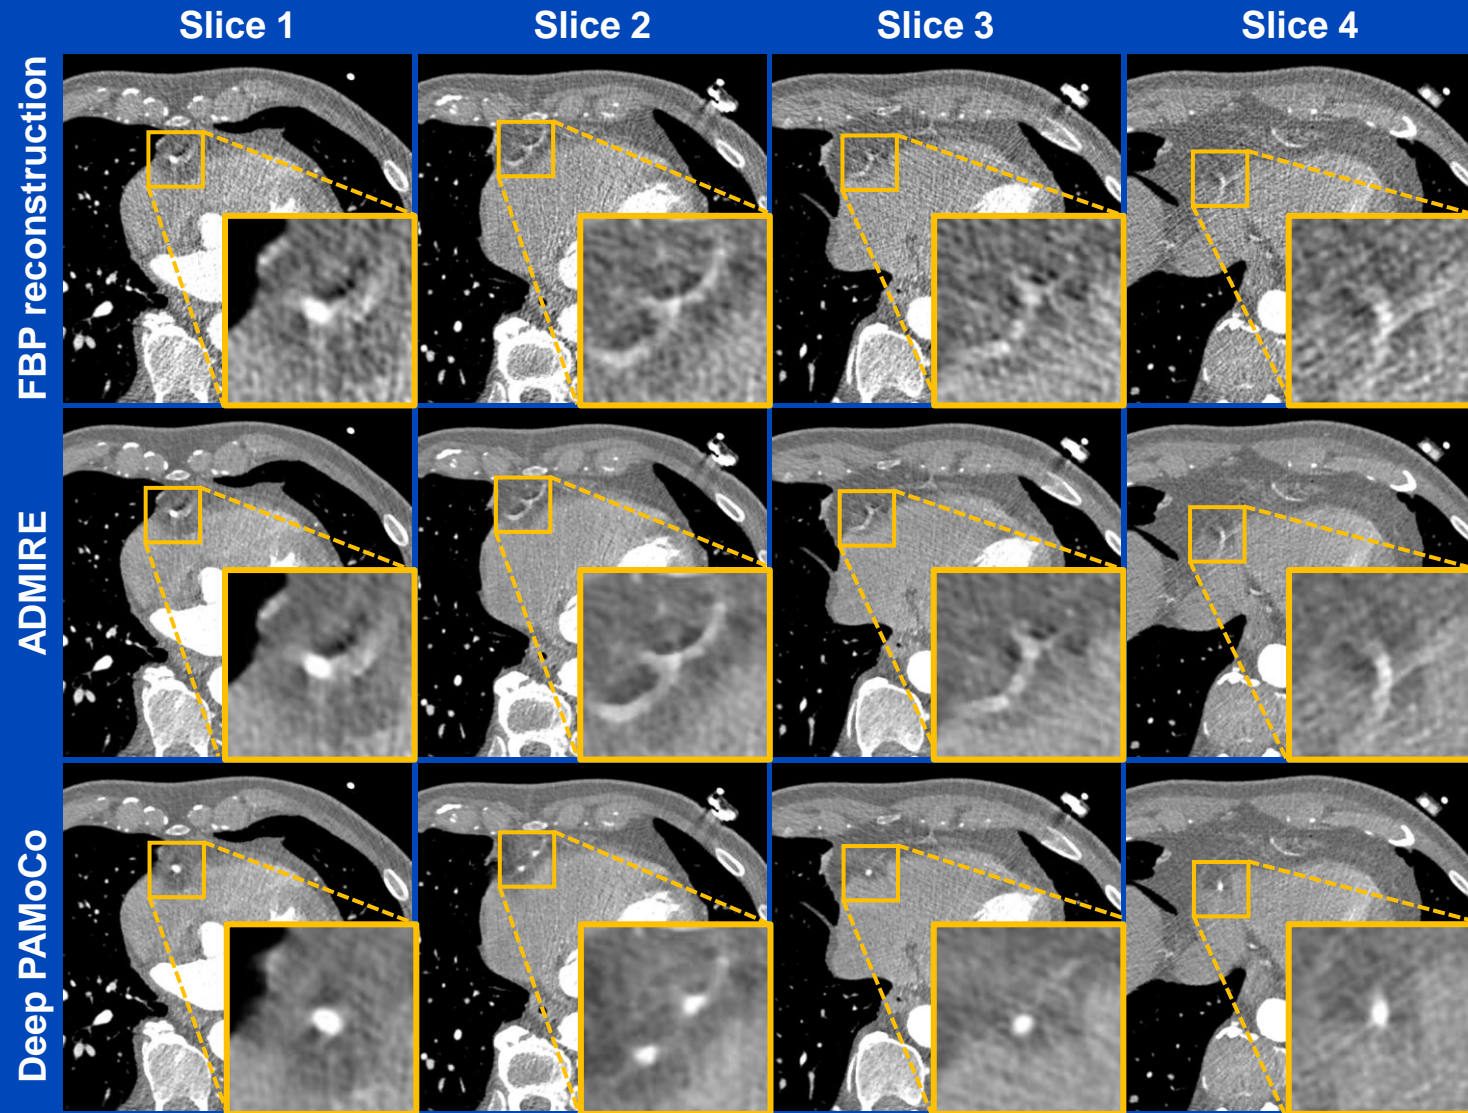 Slice 1
Slice 2
Slice 3
Slice 4
FBP reconstruction
ADMIRE
Deep PAMoCo